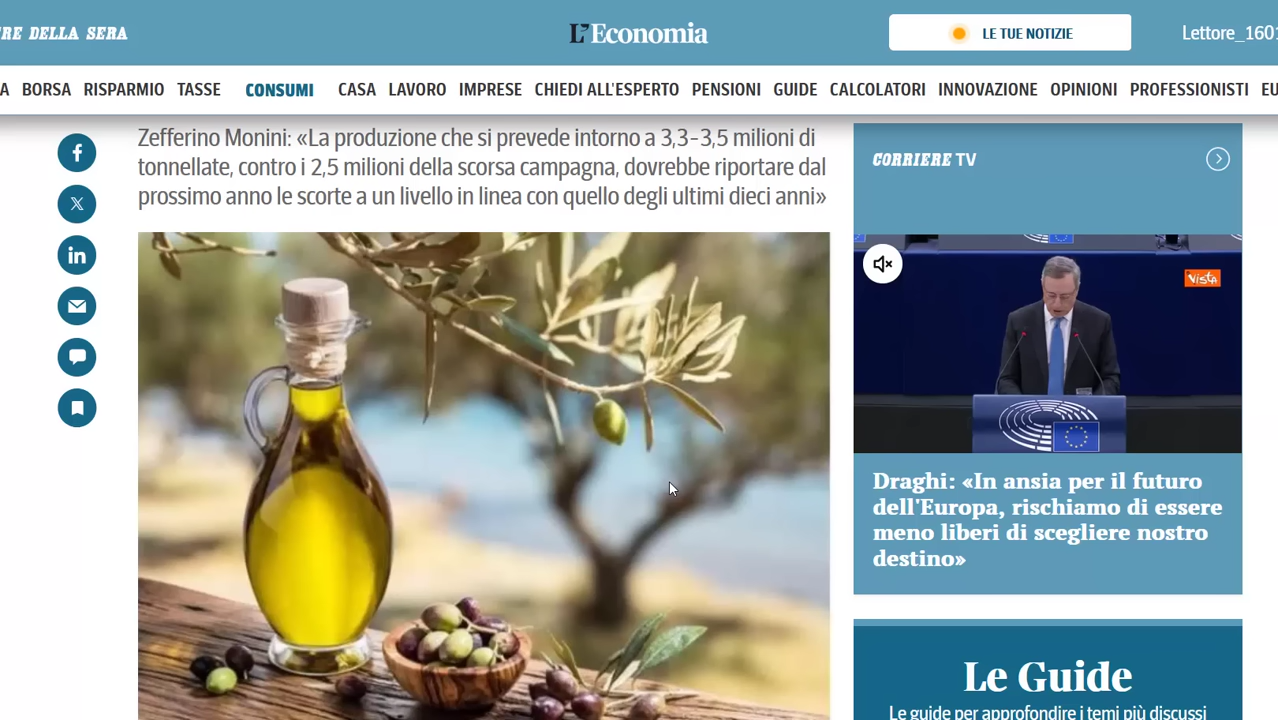 RE DELLA SERA
L'Economia
LE TUE NOTIZIE
Lettore_1601
A BORSA RISPARMIO TASSE CONSUMI CASA LAVORO IMPRESE CHIEDI ALL'ESPERTO PENSIONI GUIDE CALCOLATORI INNOVAZIONE OPINIONI PROFESSIONISTI EU
Zefferino Monini: «La produzione che si prevede intorno a 3,3-3,5 milioni di
tonnellate, contro i 2,5 milioni della scorsa campagna, dovrebbe riportare dal
prossimo anno le scorte a un livello in linea con quello degli ultimi dieci anni»
CORRIERE TV
VISTA
Draghi: «In ansia per il futuro
dell'Europa, rischiamo di essere
meno liberi di scegliere nostro
destino»
Le Guide
Le guide per approfondire i temi più discussi